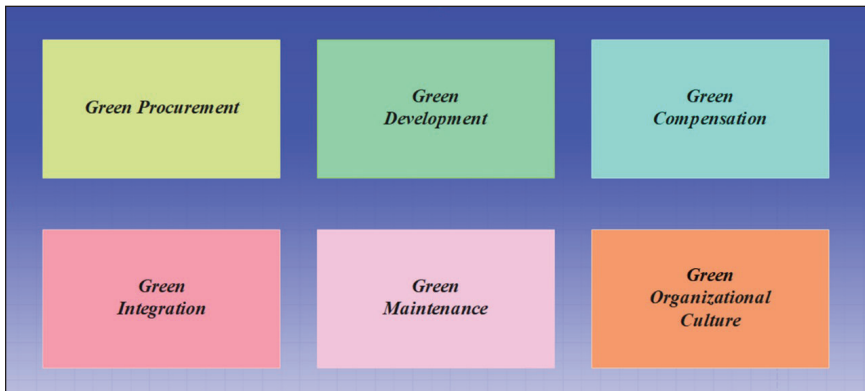 Green Procurement
Green
Development
Green
Compensation
Green
Integration
Green
Maintenance
Green
Organizational
Culture